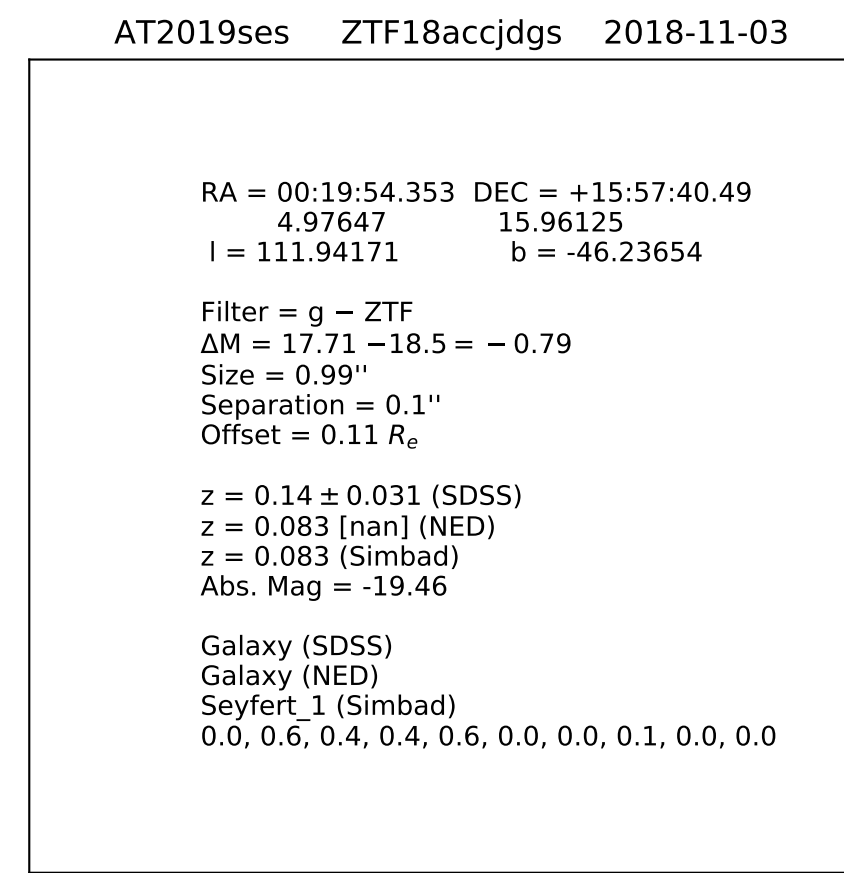 AT2019ses ZTF18accjdgs 2018-11-03
RA = 00:19:54.353 DEC = +15:57:40.49
4.97647 15.96125
l = 111.94171 b = -46.23654
Filter = g − ZTF
ΔM = 17.71 −18.5 = − 0.79
Size = 0.99''
Separation = 0.1''
Offset = 0.11 Re
z = 0.14 ± 0.031 (SDSS)
z = 0.083 [nan] (NED)
z = 0.083 (Simbad)
Abs. Mag = -19.46
Galaxy (SDSS)
Galaxy (NED)
Seyfert_1 (Simbad)
0.0, 0.6, 0.4, 0.4, 0.6, 0.0, 0.0, 0.1, 0.0, 0.0